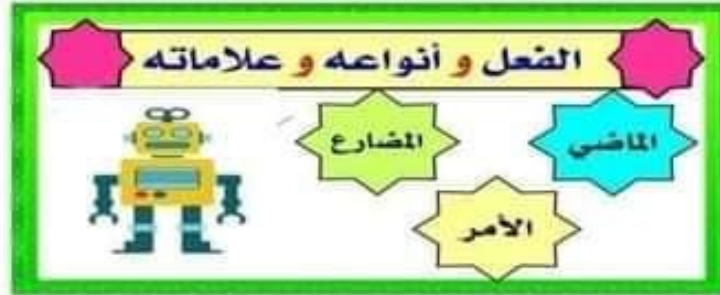 الفعل و أنواعه و علاماته
الماضي
المضارع
الأمر